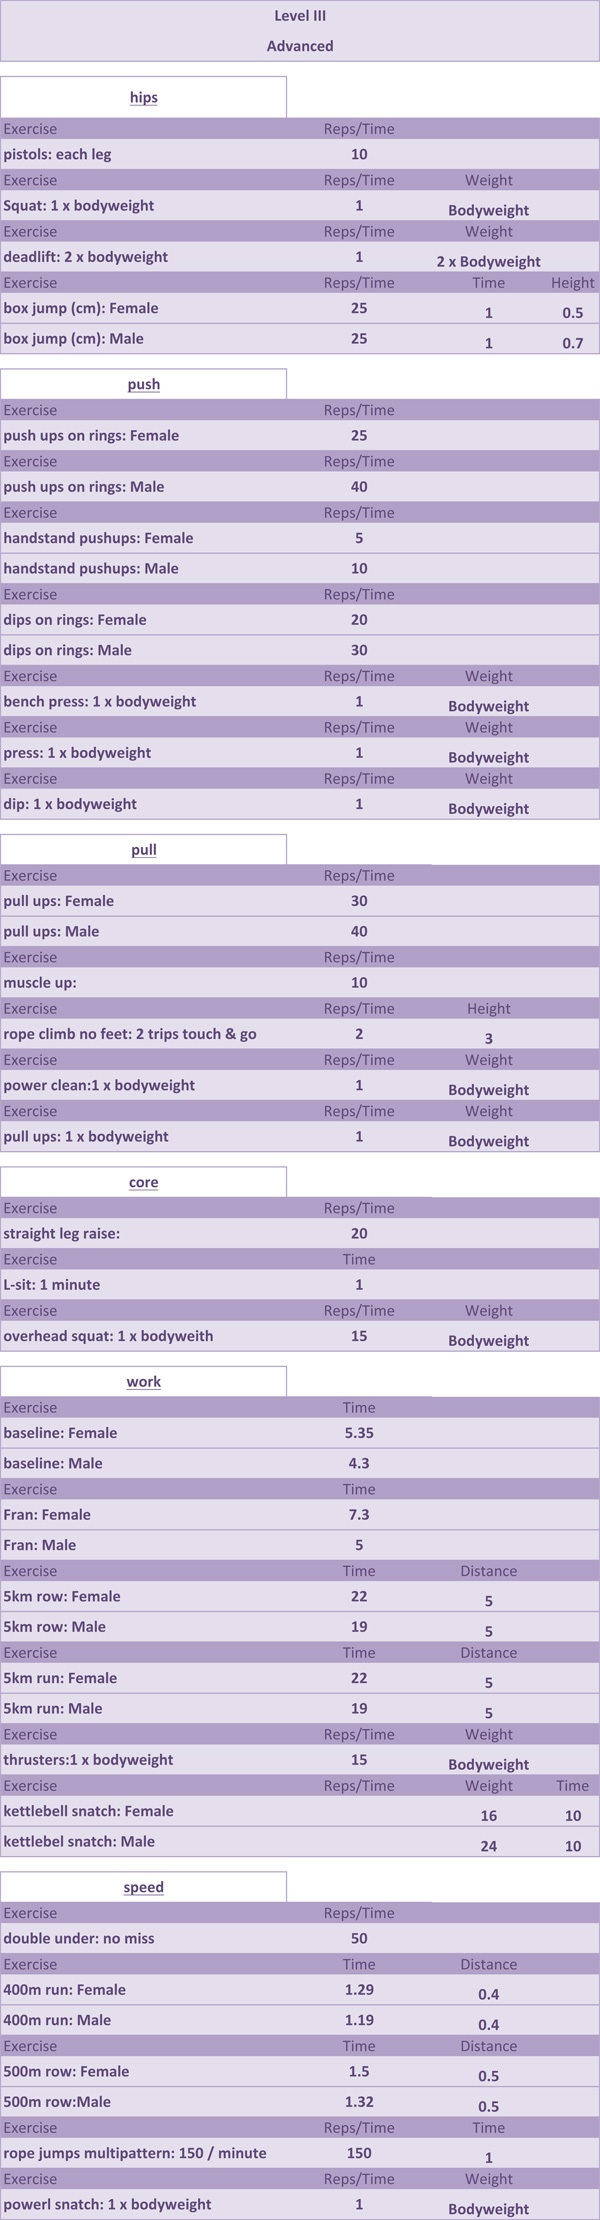 Level III
Advanced
hips
Exercise Reps/Time
pistols: each leg 10
Exercise Reps/Time Weight
Squat: 1 x bodyweight 1 Bodyweight
Exercise Reps/Time Weight
deadlift: 2 x bodyweight 1 2 x Bodyweight
Exercise Reps/Time Time Height
box jump (cm): Female 25 1 0.5
box jump (cm): Male 25 1 0.7
push
Exercise Reps/Time
push ups on rings: Female 25
Exercise Reps/Time
push ups on rings: Male 40
Exercise Reps/Time
handstand pushups: Female 5
handstand pushups: Male 10
Exercise Reps/Time
dips on rings: Female 20
dips on rings: Male 30
Exercise Reps/Time Weight
bench press: 1 x bodyweight 1 Bodyweight
Exercise Reps/Time Weight
press: 1 x bodyweight 1 Bodyweight
Exercise Reps/Time Weight
dip: 1 x bodyweight 1 Bodyweight
pull
Exercise Reps/Time
pull ups: Female 30
pull ups: Male 40
Exercise Reps/Time
muscle up: 10
Exercise Reps/Time Height
rope climb no feet: 2 trips touch & go 2 3
Exercise Reps/Time Weight
power clean:1 x bodyweight 1 Bodyweight
Exercise Reps/Time Weight
pull ups: 1 x bodyweight 1 Bodyweight
core
Exercise Reps/Time
straight leg raise: 20
Exercise Time
L-sit: 1 minute 1
Exercise Reps/Time Weight
overhead squat: 1 x bodyweith 15 Bodyweight
work
Exercise Time
baseline: Female 5.35
baseline: Male 4.3
Exercise Time
Fran: Female 7.3
Fran: Male 5
Exercise Time Distance
5km row: Female 22 5
5km row: Male 19 5
Exercise Time Distance
5km run: Female 22 5
5km run: Male 19 5
Exercise Reps/Time Weight
thrusters:1 x bodyweight 15 Bodyweight
Exercise Reps/Time Weight Time
kettlebell snatch: Female 16 10
kettlebel snatch: Male 24 10
speed
Exercise Reps/Time
double under: no miss 50
Exercise Time Distance
400m run: Female 1.29 0.4
400m run: Male 1.19 0.4
Exercise Time Distance
500m row: Female 1.5 0.5
500m row:Male 1.32 0.5
Exercise Reps/Time Time
rope jumps multipattern: 150 / minute 150 1
Exercise Reps/Time Weight
powerl snatch: 1 x bodyweight 1 Bodyweight